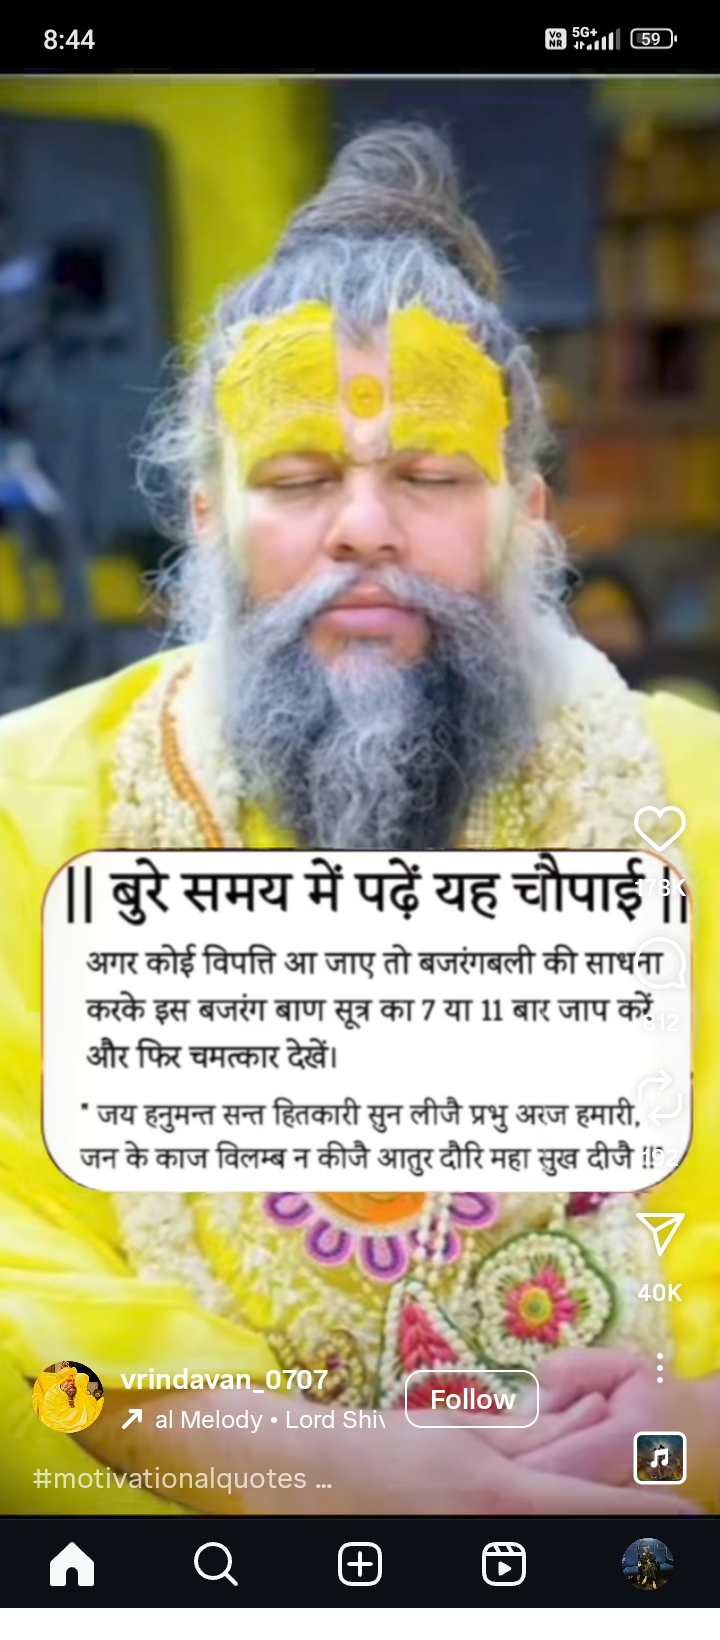 8:44
Vo NR 5G+ 59
|| बुरे समय में पढ़ें यह चौपाई ||
अगर कोई विपत्ति आ जाए तो बजरंगबली की साधना
करके इस बजरंग बाण सूत्र का 7 या 11 बार जाप करें
और फिर चमत्कार देखें।
" जय हनुमन्त सन्त हितकारी सुन लीजै प्रभु अरज हमारी,
जन के काज विलम्ब न कीजै आतुर दौरि महा सुख दीजै !!"
178K
812
192
40K
vrindavan_0707
al Melody • Lord Shiv
Follow
#motivationalquotes ...